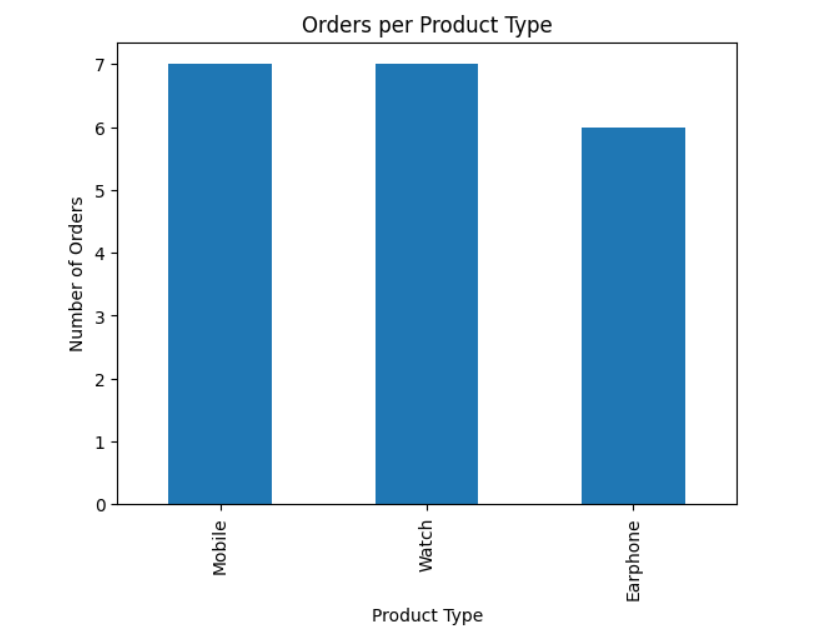 Orders per Product Type
7
6
5
4
3
2
1
0
Number of Orders
Mobile
Watch
Earphone
Product Type